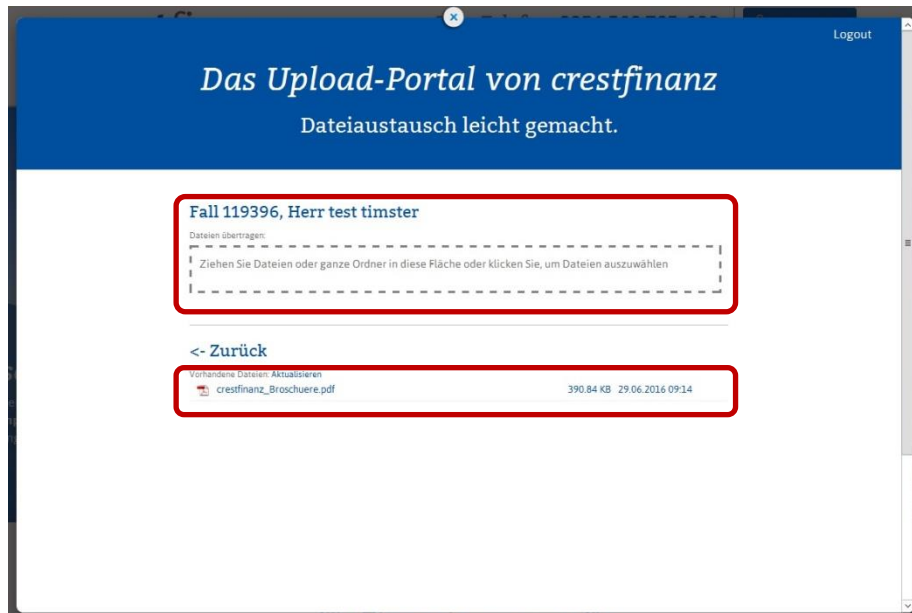 Logout
Das Upload-Portal von crestfinanz
Dateiaustausch leicht gemacht.
Fall 119396, Herr test timster
Dateien übertragen:
Ziehen Sie Dateien oder ganze Ordner in diese Fläche oder klicken Sie, um Dateien auszuwählen
<- Zurück
Vorhandene Dateien: Aktualisieren
crestfinanz_Broschuere.pdf 390.84 KB 29.06.2016 09:14